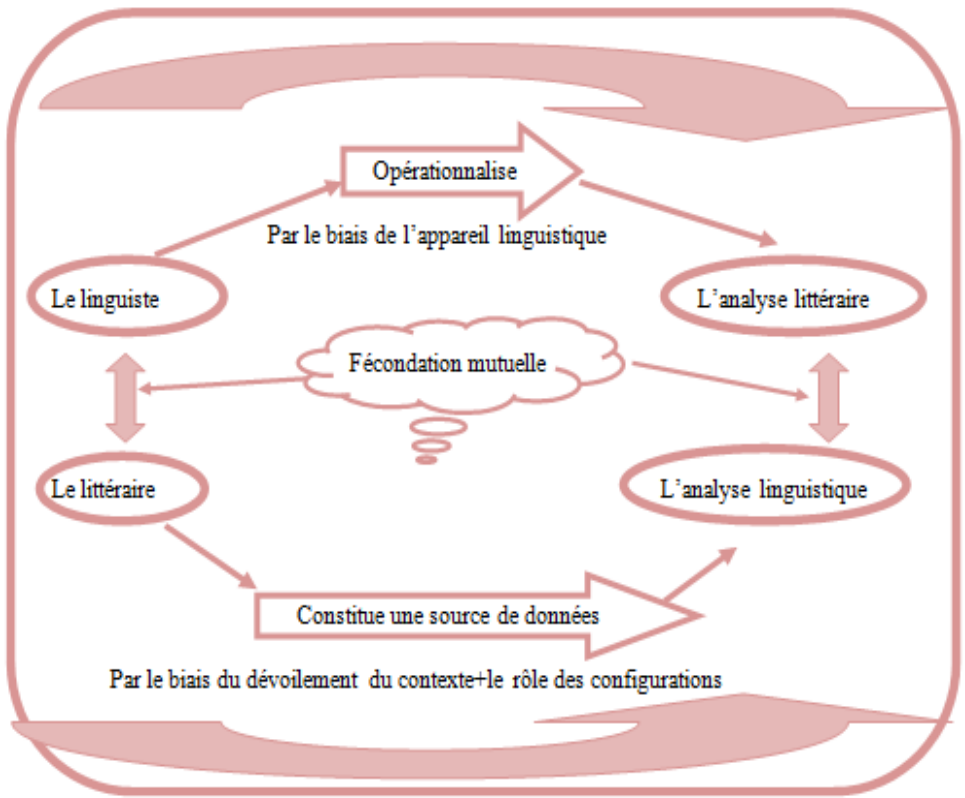 Opérationnalise
Par le biais de l’appareil linguistique
Le linguiste
L’analyse littéraire
Fécondation mutuelle
Le littéraire
L’analyse linguistique
Constitue une source de données
Par le biais du dévoilement du contexte+le rôle des configurations